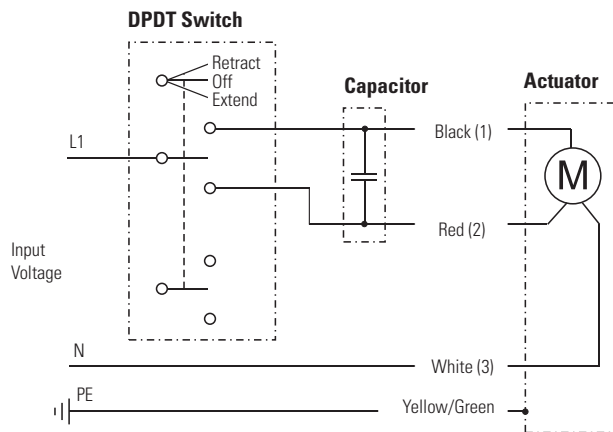 DPDT Switch
Retract
Off
Extend
Capacitor
Actuator
L1
Black (1)
M
Red (2)
Input
Voltage
N
White (3)
PE
Yellow/Green